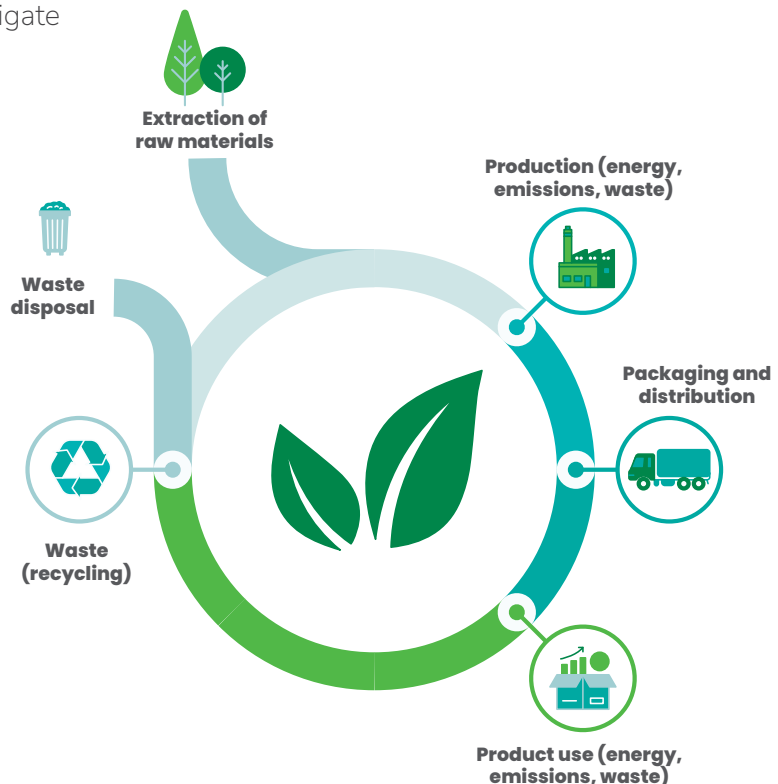 igate
Extraction of
raw materials
Production (energy,
emissions, waste)
Waste
disposal
Packaging and
distribution
Waste
(recycling)
Product use (energy,
emissions, waste)